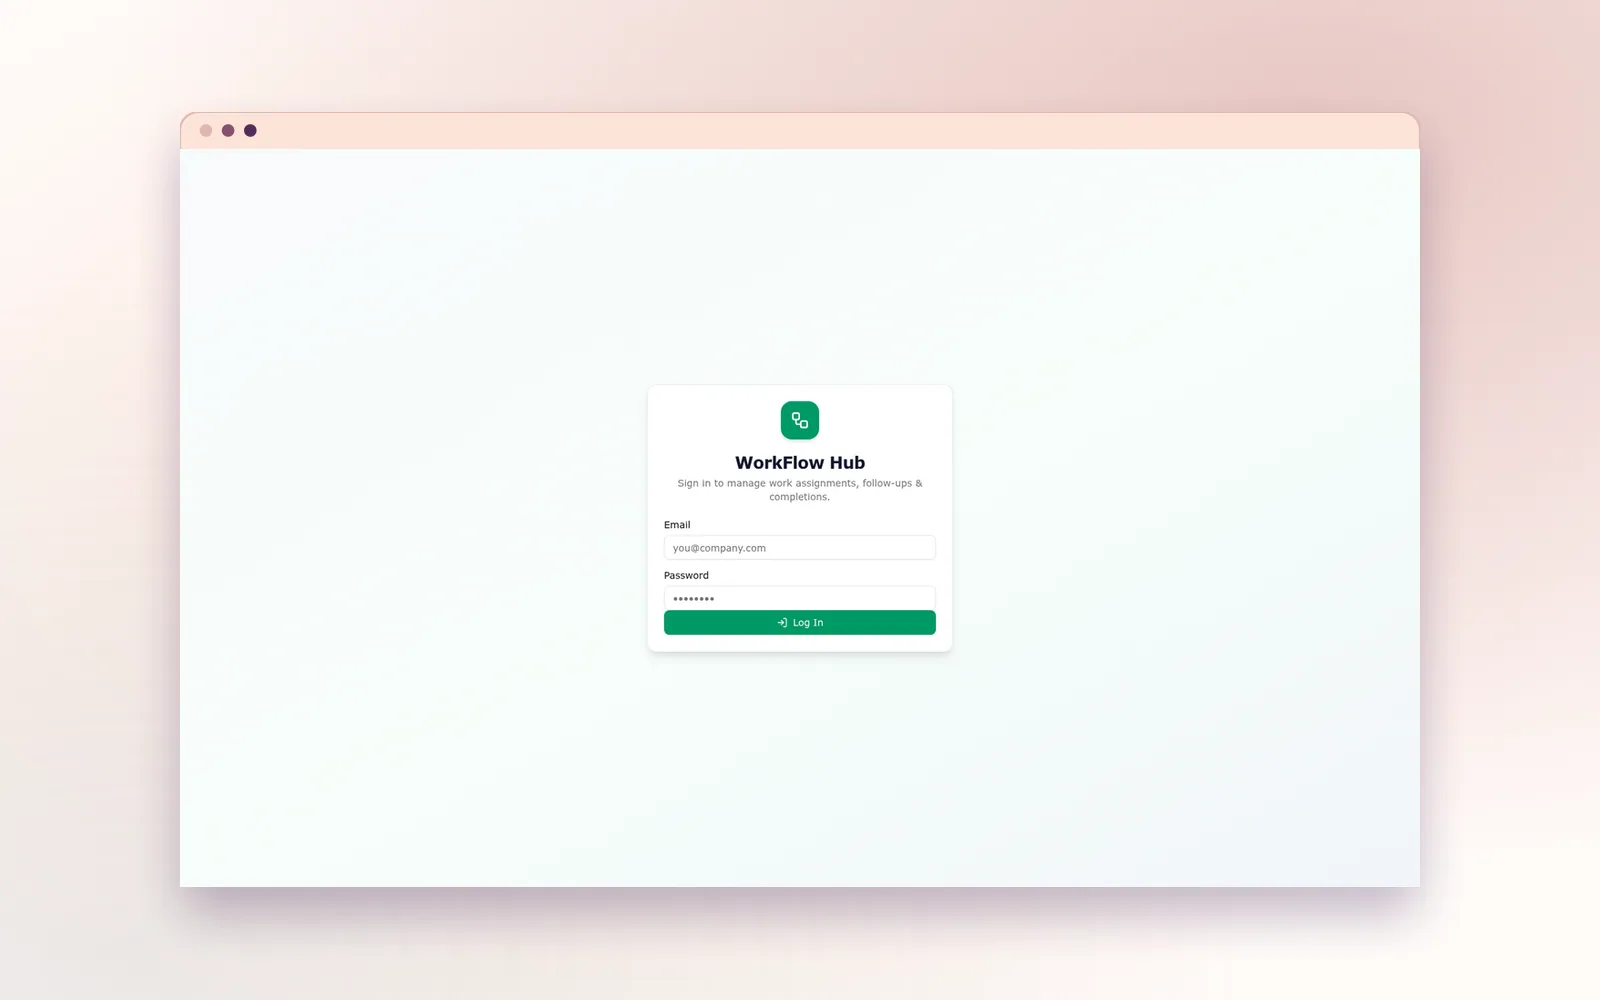 WorkFlow Hub
Sign in to manage work assignments, follow-ups &
completions.
Email
you@company.com
Password
••••••••
Log In